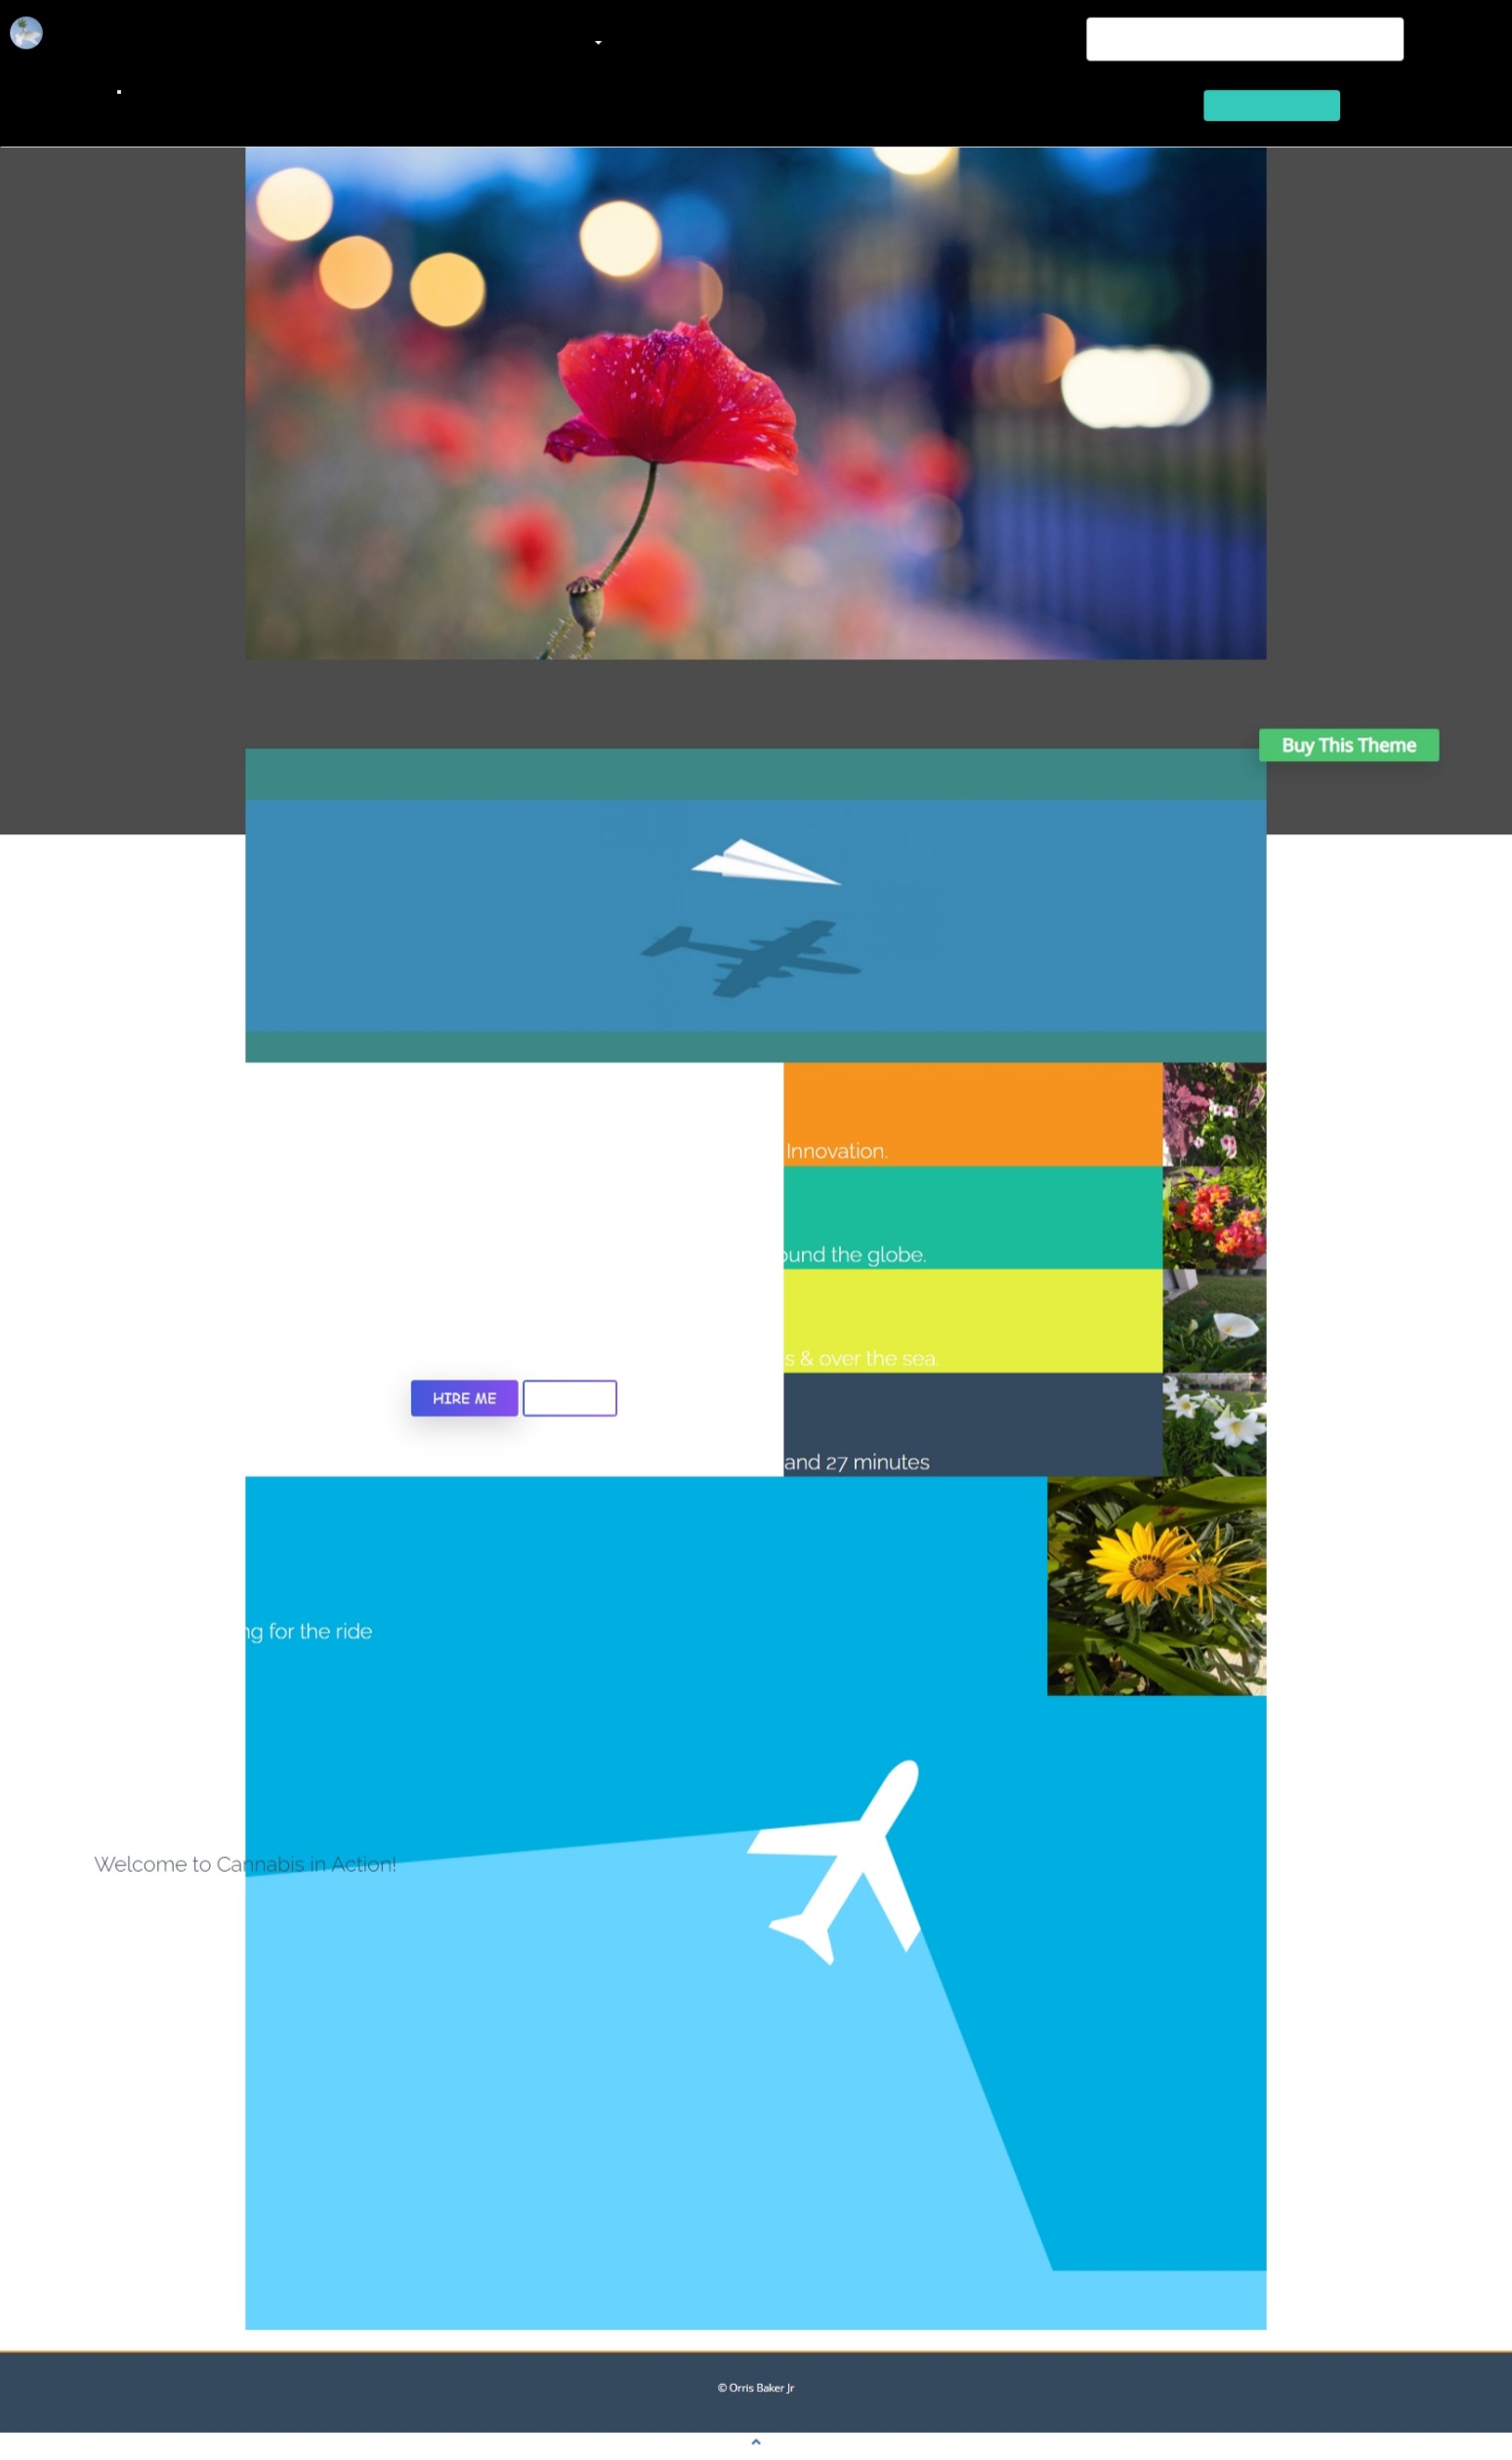 Buy This Theme
Innovation.
ound the globe.
s & over the sea.
HIRE ME
and 27 minutes
ng for the ride
Welcome to Cannabis in Action!
© Orris Baker Jr